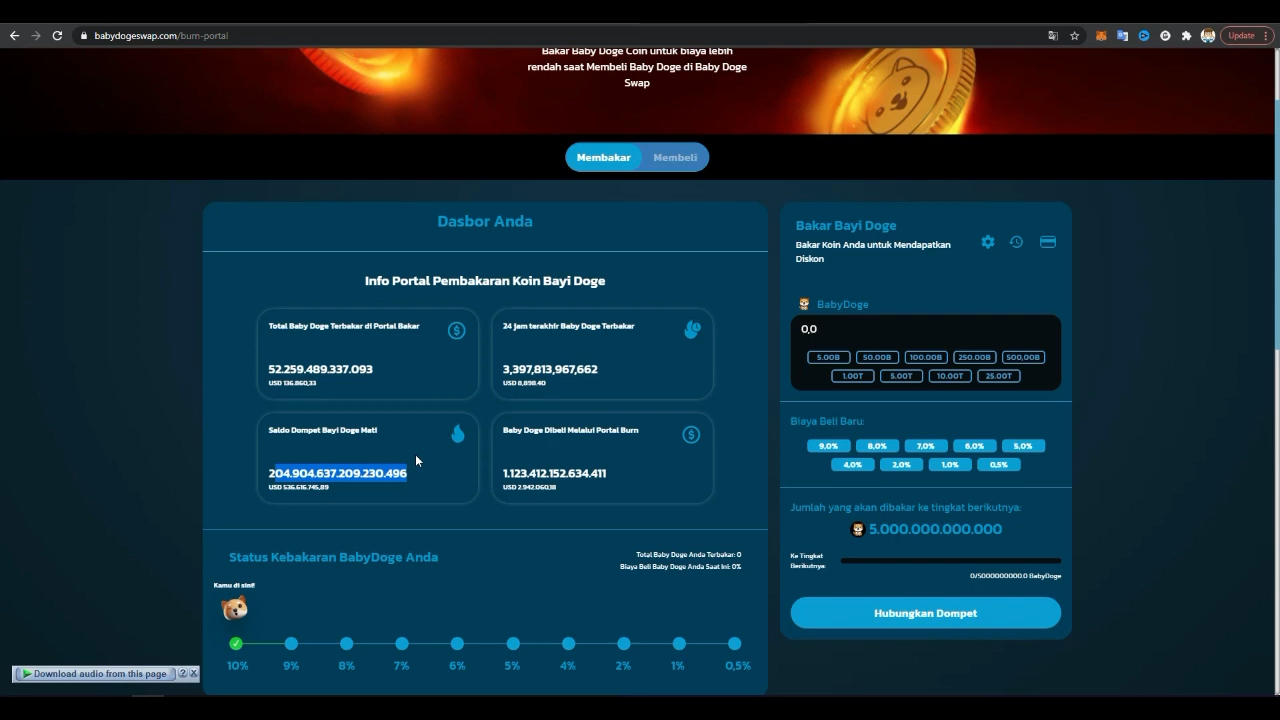 babydogeswap.com/burn-portal
Update
Bakar Baby Doge Coin untuk biaya lebih
rendah saat Membeli Baby Doge di Baby Doge
Swap
Membakar
Membeli
Dasbor Anda
Info Portal Pembakaran Koin Bayi Doge
Total Baby Doge Terbakar di Portal Bakar
52.259.489.337.093
USD 136.860,33
24 jam terakhir Baby Doge Terbakar
3,397,813,967,662
USD 8,898.40
Saldo Dompet Bayi Doge Mati
204.904.637.209.230.496
USD 536.616.745,89
Baby Doge Dibeli Melalui Portal Burn
1.123.412.152.634.411
USD 2.942.060,18
Status Kebakaran BabyDoge Anda
Total Baby Doge Anda Terbakar: 0
Biaya Beli Baby Doge Anda Saat Ini: 0%
Kamu di sini!
10% 9% 8% 7% 6% 5% 4% 2% 1% 0,5%
Bakar Bayi Doge
Bakar Koin Anda untuk Mendapatkan
Diskon
BabyDoge
0,0
5.00B 50.00B 100.00B 250.00B 500,00B
1.00T 5.00T 10.00T 25.00T
Biaya Beli Baru:
9,0% 8,0% 7,0% 6,0% 5,0%
4,0% 2,0% 1,0% 0,5%
Jumlah yang akan dibakar ke tingkat berikutnya:
5.000.000.000.000
Ke Tingkat
Berikutnya:
0/5000000000.0 BabyDoge
Hubungkan Dompet
Download audio from this page
? X